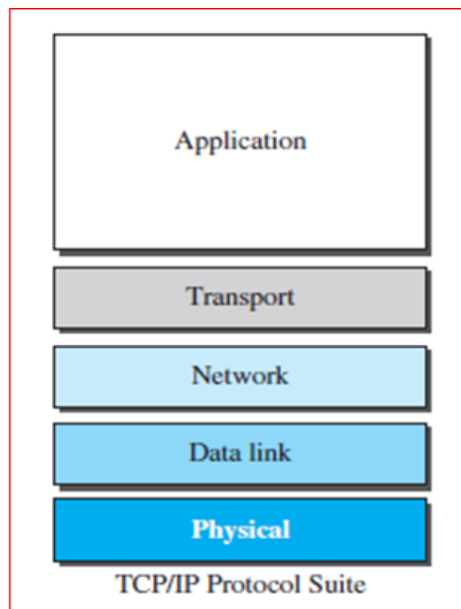 Application
Transport
Network
Data link
Physical
TCP/IP Protocol Suite